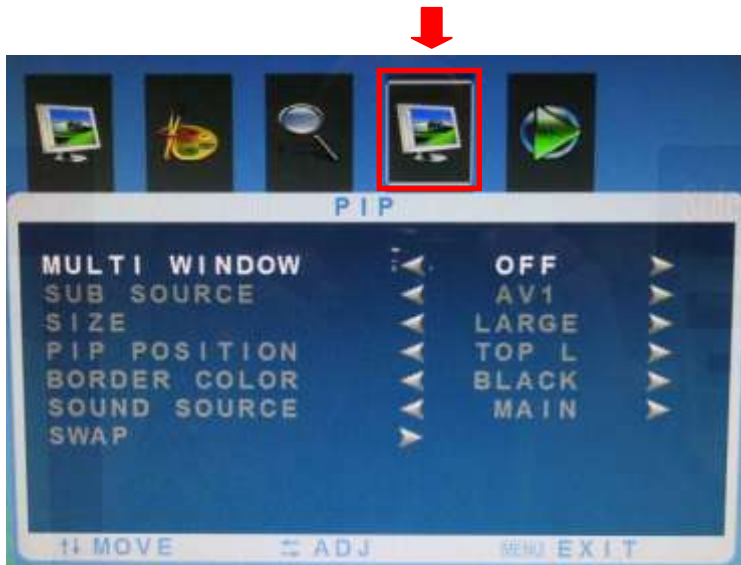 PIP
MULTI WINDOW OFF
SUB SOURCE AV1
SIZE LARGE
PIP POSITION TOP L
BORDER COLOR BLACK
SOUND SOURCE MAIN
SWAP
MOVE ADJ MENU EXIT